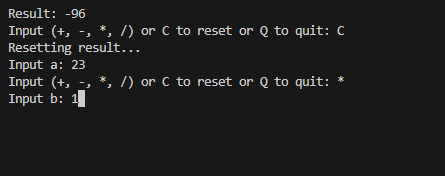 Result: -96
Input (+, -, *, /) or C to reset or Q to quit: C
Resetting result...
Input a: 23
Input (+, -, *, /) or C to reset or Q to quit: *
Input b: 1